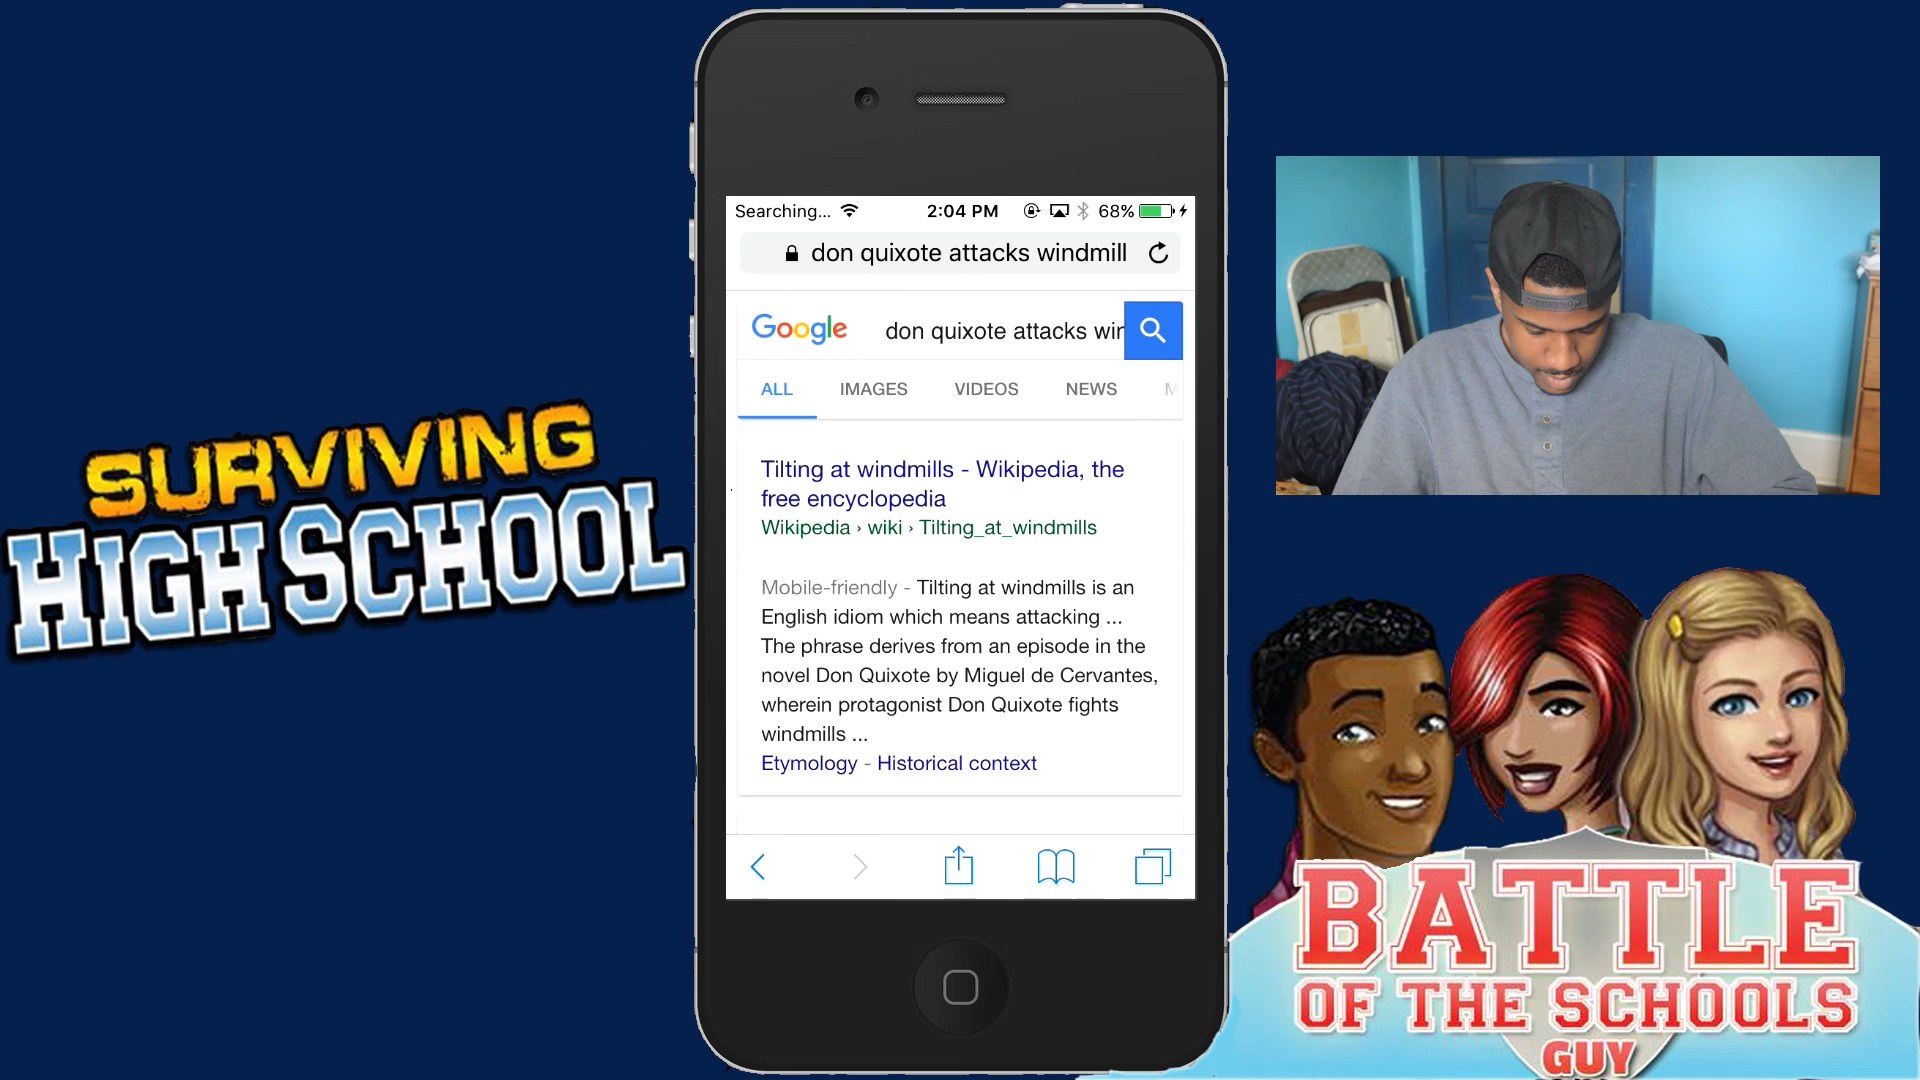 SURVIVING
HIGH SCHOOL
Searching...
2:04 PM
68%
don quixote attacks windmill
Google
don quixote attacks wir
ALL
IMAGES
VIDEOS
NEWS
M
Tilting at windmills - Wikipedia, the
free encyclopedia
Wikipedia › wiki › Tilting_at_windmills
Mobile-friendly - Tilting at windmills is an
English idiom which means attacking ...
The phrase derives from an episode in the
novel Don Quixote by Miguel de Cervantes,
wherein protagonist Don Quixote fights
windmills ...
Etymology - Historical context
BATTLE
OF THE SCHOOLS
GUY